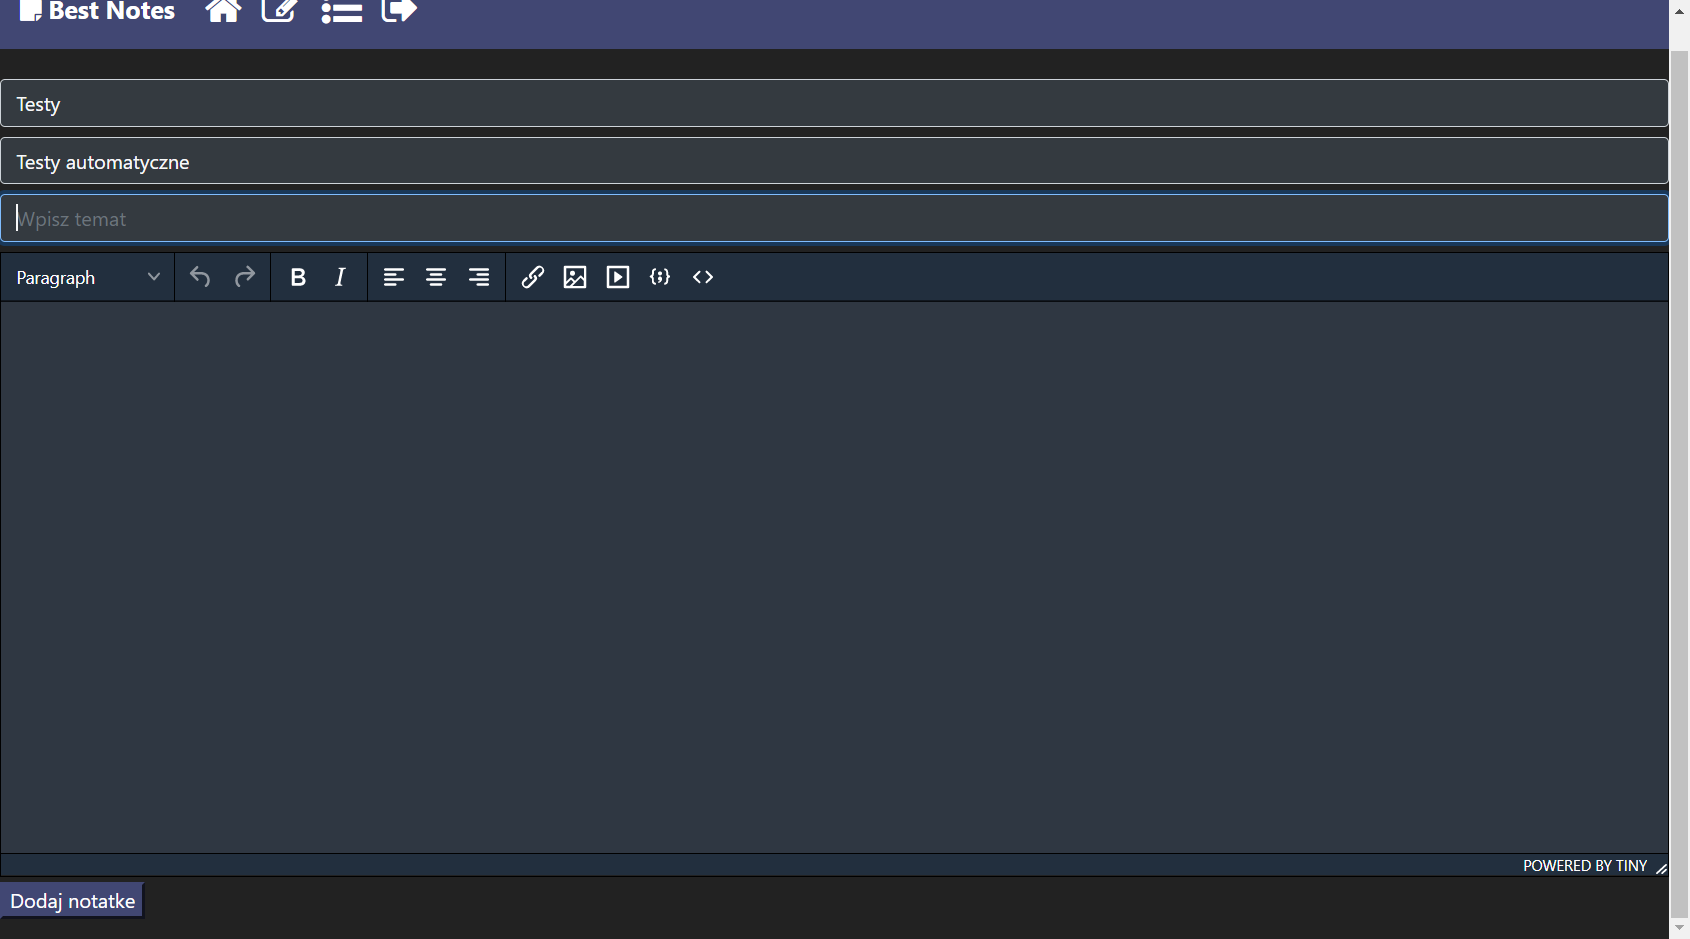 Best Notes
Testy
Testy automatyczne
Wpisz temat
Paragraph B I
POWERED BY TINY
Dodaj notatke